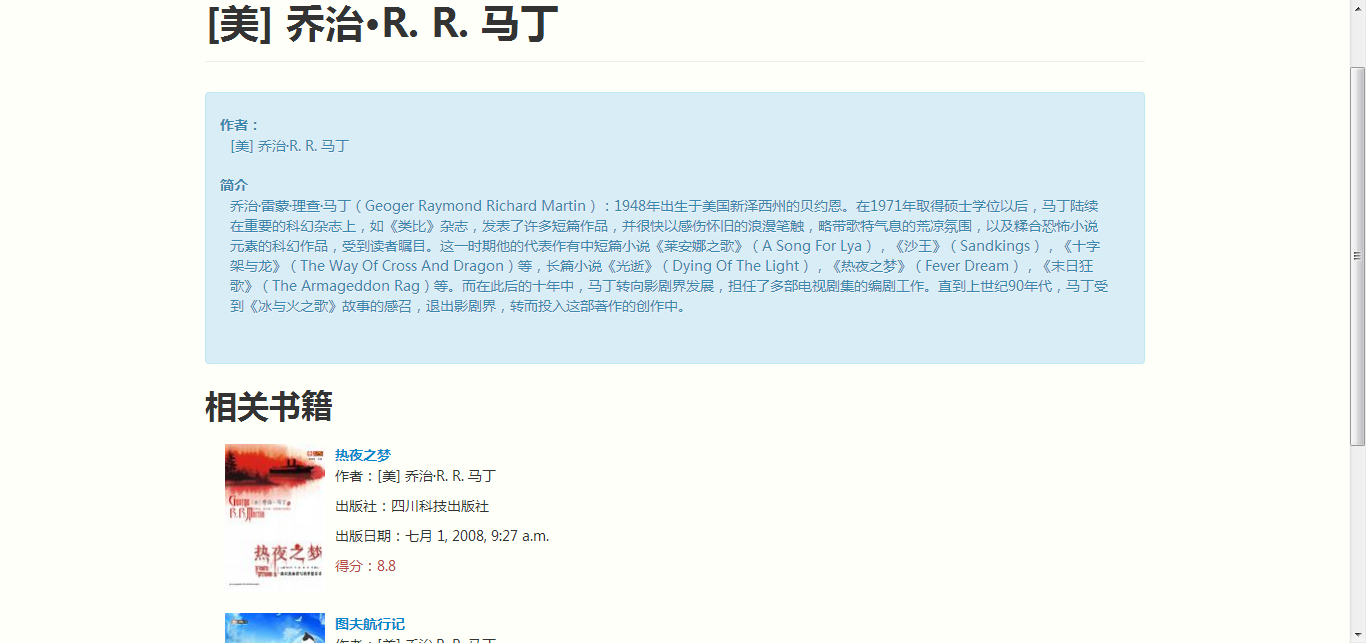 [美] 乔治•R. R. 马丁
作者：
[美] 乔治·R. R. 马丁
简介
乔治·雷蒙·理查·马丁（Geoger Raymond Richard Martin）：1948年出生于美国新泽西州的贝约恩。在1971年取得硕士学位以后，马丁陆续
在重要的科幻杂志上，如《类比》杂志，发表了许多短篇作品，并很快以感伤怀旧的浪漫笔触，略带歌特气息的荒凉氛围，以及糅合恐怖小说
元素的科幻作品，受到读者瞩目。这一时期他的代表作有中短篇小说《莱安娜之歌》（A Song For Lya），《沙王》（Sandkings），《十字
架与龙》（The Way Of Cross And Dragon）等，长篇小说《光逝》（Dying Of The Light），《热夜之梦》（Fever Dream），《末日狂
歌》（The Armageddon Rag）等。而在此后的十年中，马丁转向影剧界发展，担任了多部电视剧集的编剧工作。直到上世纪90年代，马丁受
到《冰与火之歌》故事的感召，退出影剧界，转而投入这部著作的创作中。
相关书籍
George
R.R.Martin
热夜之梦
热夜之梦
作者：[美] 乔治·R. R. 马丁
出版社：四川科技出版社
出版日期：七月 1, 2008, 9:27 a.m.
得分：8.8
图夫航行记
作者：[美] 乔治·R. R. 马丁